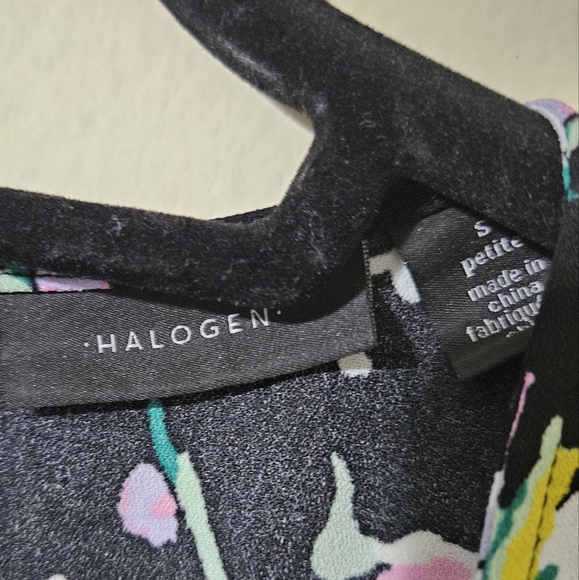 ·HALOGEN·
S
petite
made in
china
fabriqué